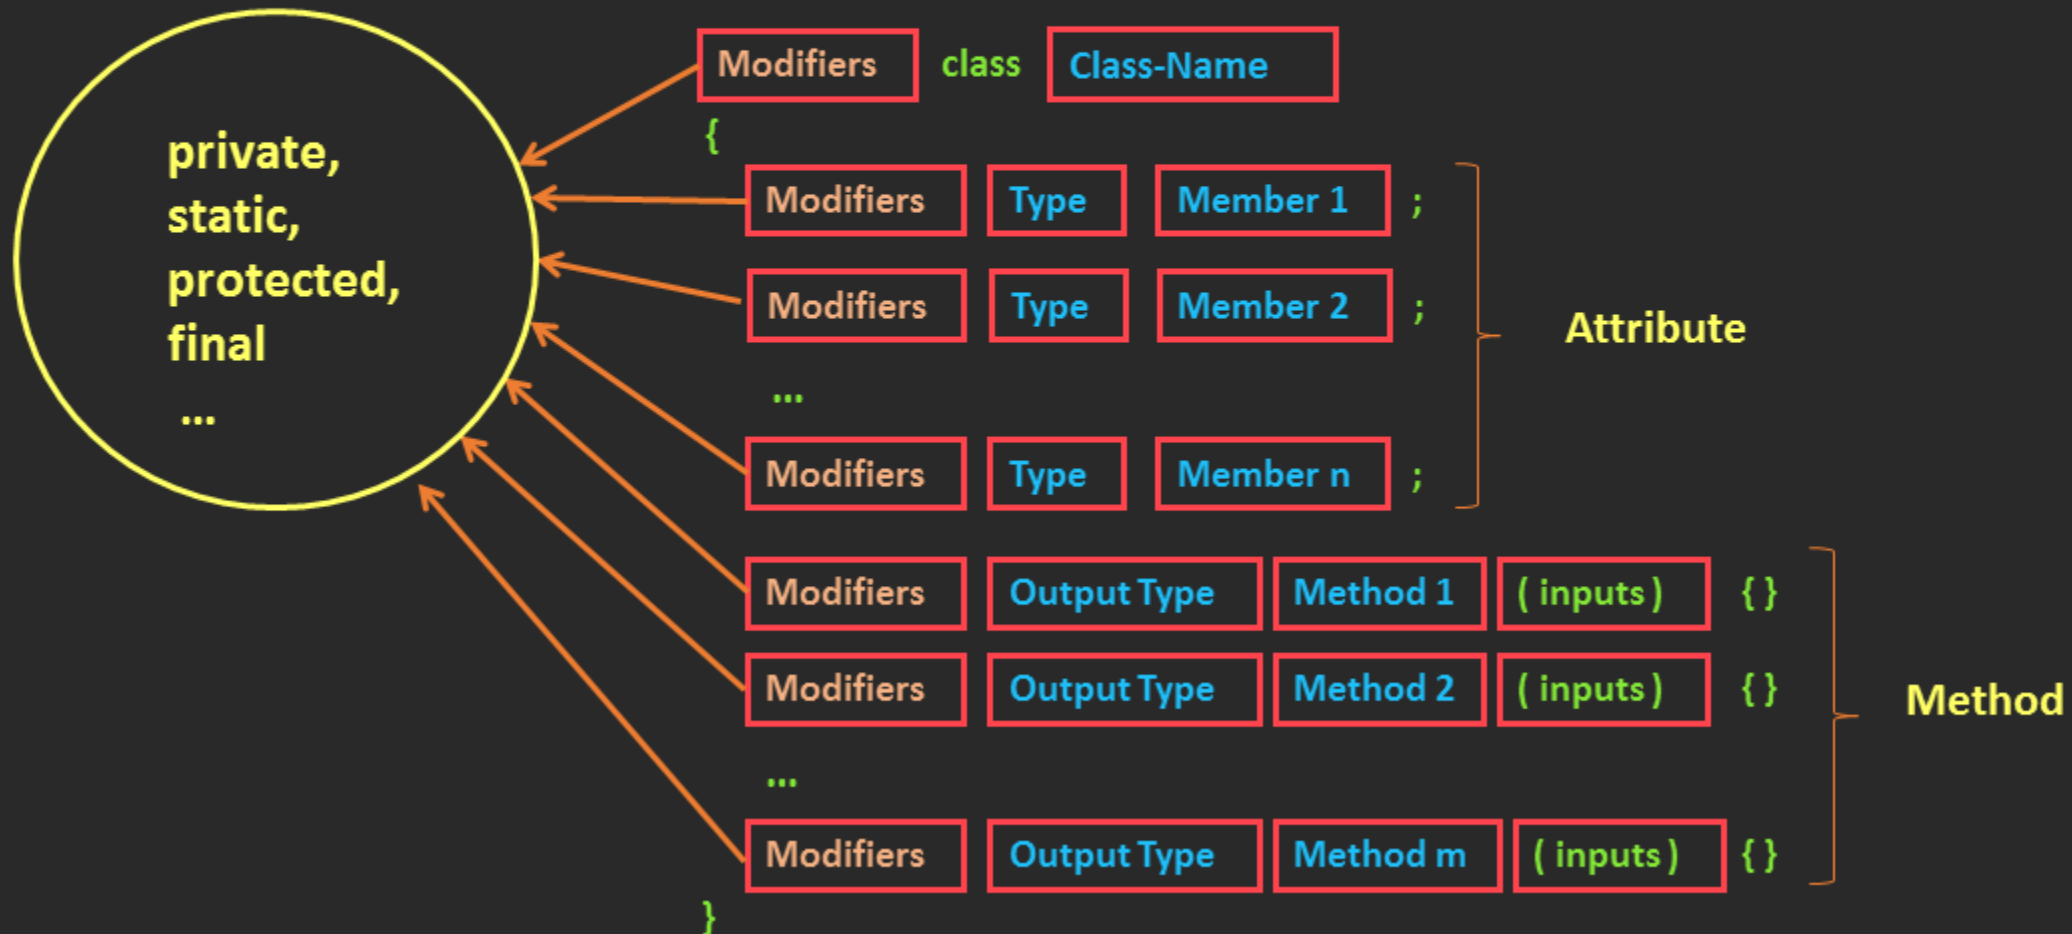 Modifiers class Class-Name
{
private,
static,
protected,
final
...
Modifiers Type Member 1 ;
Modifiers Type Member 2 ;
...
Modifiers Type Member n ;
Attribute
Modifiers Output Type Method 1 ( inputs ) { }
Modifiers Output Type Method 2 ( inputs ) { }
...
Modifiers Output Type Method m ( inputs ) { }
Method
}